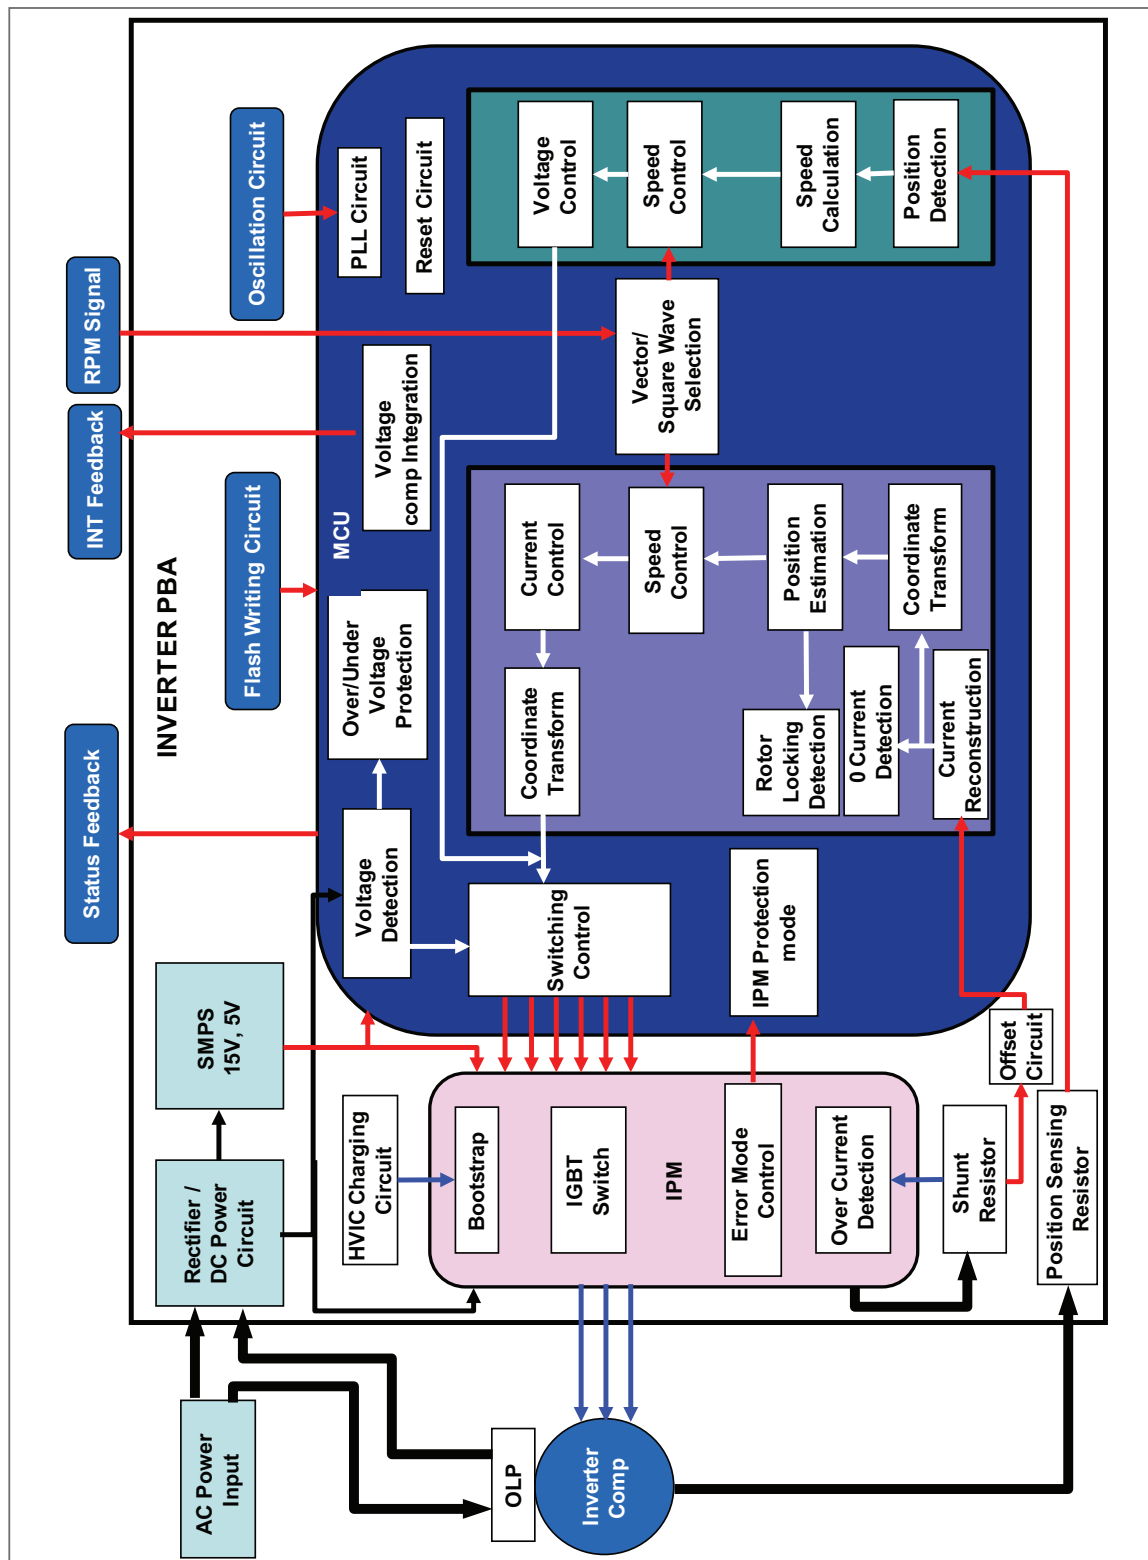 Status Feedback
INT Feedback
RPM Signal
INVERTER PBA
Flash Writing Circuit
Oscillation Circuit
AC Power
Input
Rectifier /
DC Power
Circuit
SMPS
15V, 5V
MCU
Voltage
Detection
Over/Under
Voltage
Protection
Voltage
comp Integration
PLL Circuit
Reset Circuit
HVIC Charging
Circuit
OLP
Inverter
Comp
Bootstrap
IGBT
Switch
IPM
Error Mode
Control
Over Current
Detection
Switching
Control
IPM Protection
mode
Coordinate
Transform
Current
Control
Speed
Control
Position
Estimation
Coordinate
Transform
Rotor
Locking
Detection
0 Current
Detection
Current
Reconstruction
Vector/
Square Wave
Selection
Voltage
Control
Speed
Control
Speed
Calculation
Position
Detection
Shunt
Resistor
Offset
Circuit
Position Sensing
Resistor